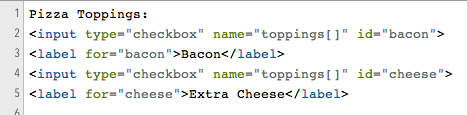 1 Pizza Toppings:
2 <input type="checkbox" name="toppings[]" id="bacon">
3 <label for="bacon">Bacon</label>
4 <input type="checkbox" name="toppings[]" id="cheese">
5 <label for="cheese">Extra Cheese</label>
6